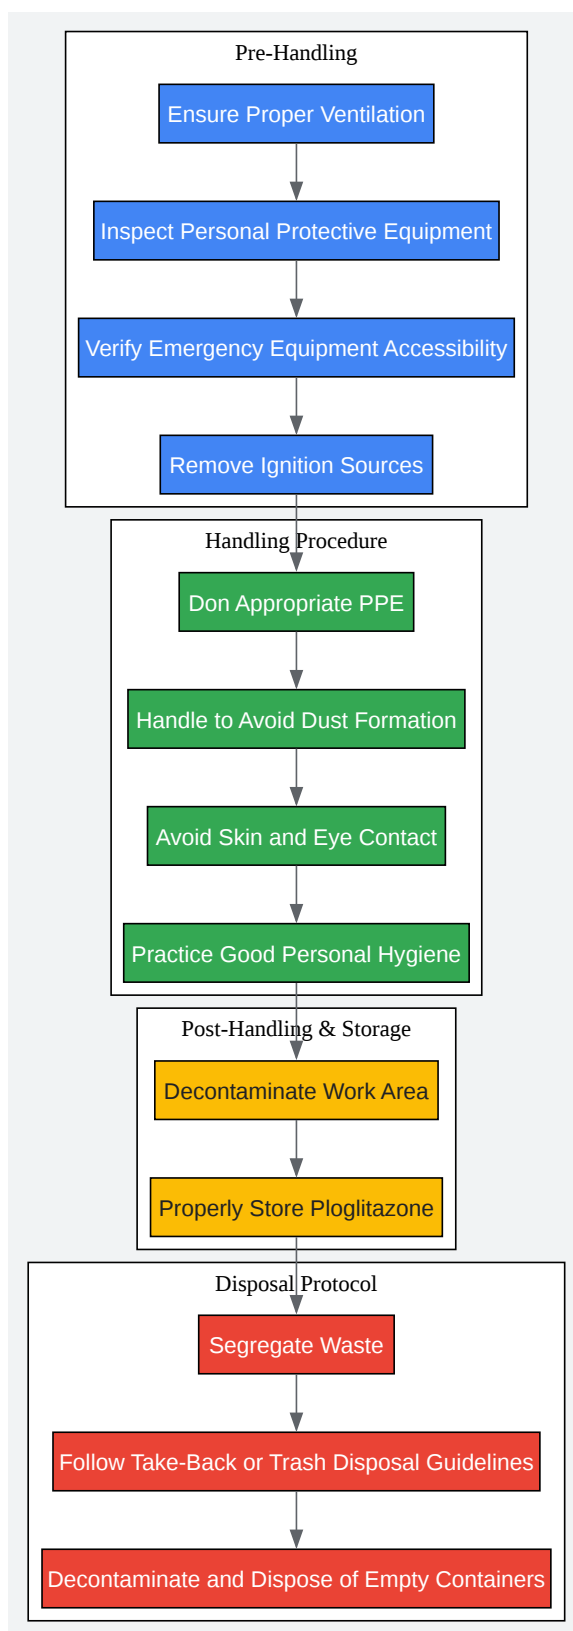 Pre-Handling
Ensure Proper Ventilation
Inspect Personal Protective Equipment
Verify Emergency Equipment Accessibility
Remove Ignition Sources
Handling Procedure
Don Appropriate PPE
Handle to Avoid Dust Formation
Avoid Skin and Eye Contact
Practice Good Personal Hygiene
Post-Handling & Storage
Decontaminate Work Area
Properly Store Ploglitazone
Disposal Protocol
Segregate Waste
Follow Take-Back or Trash Disposal Guidelines
Decontaminate and Dispose of Empty Containers